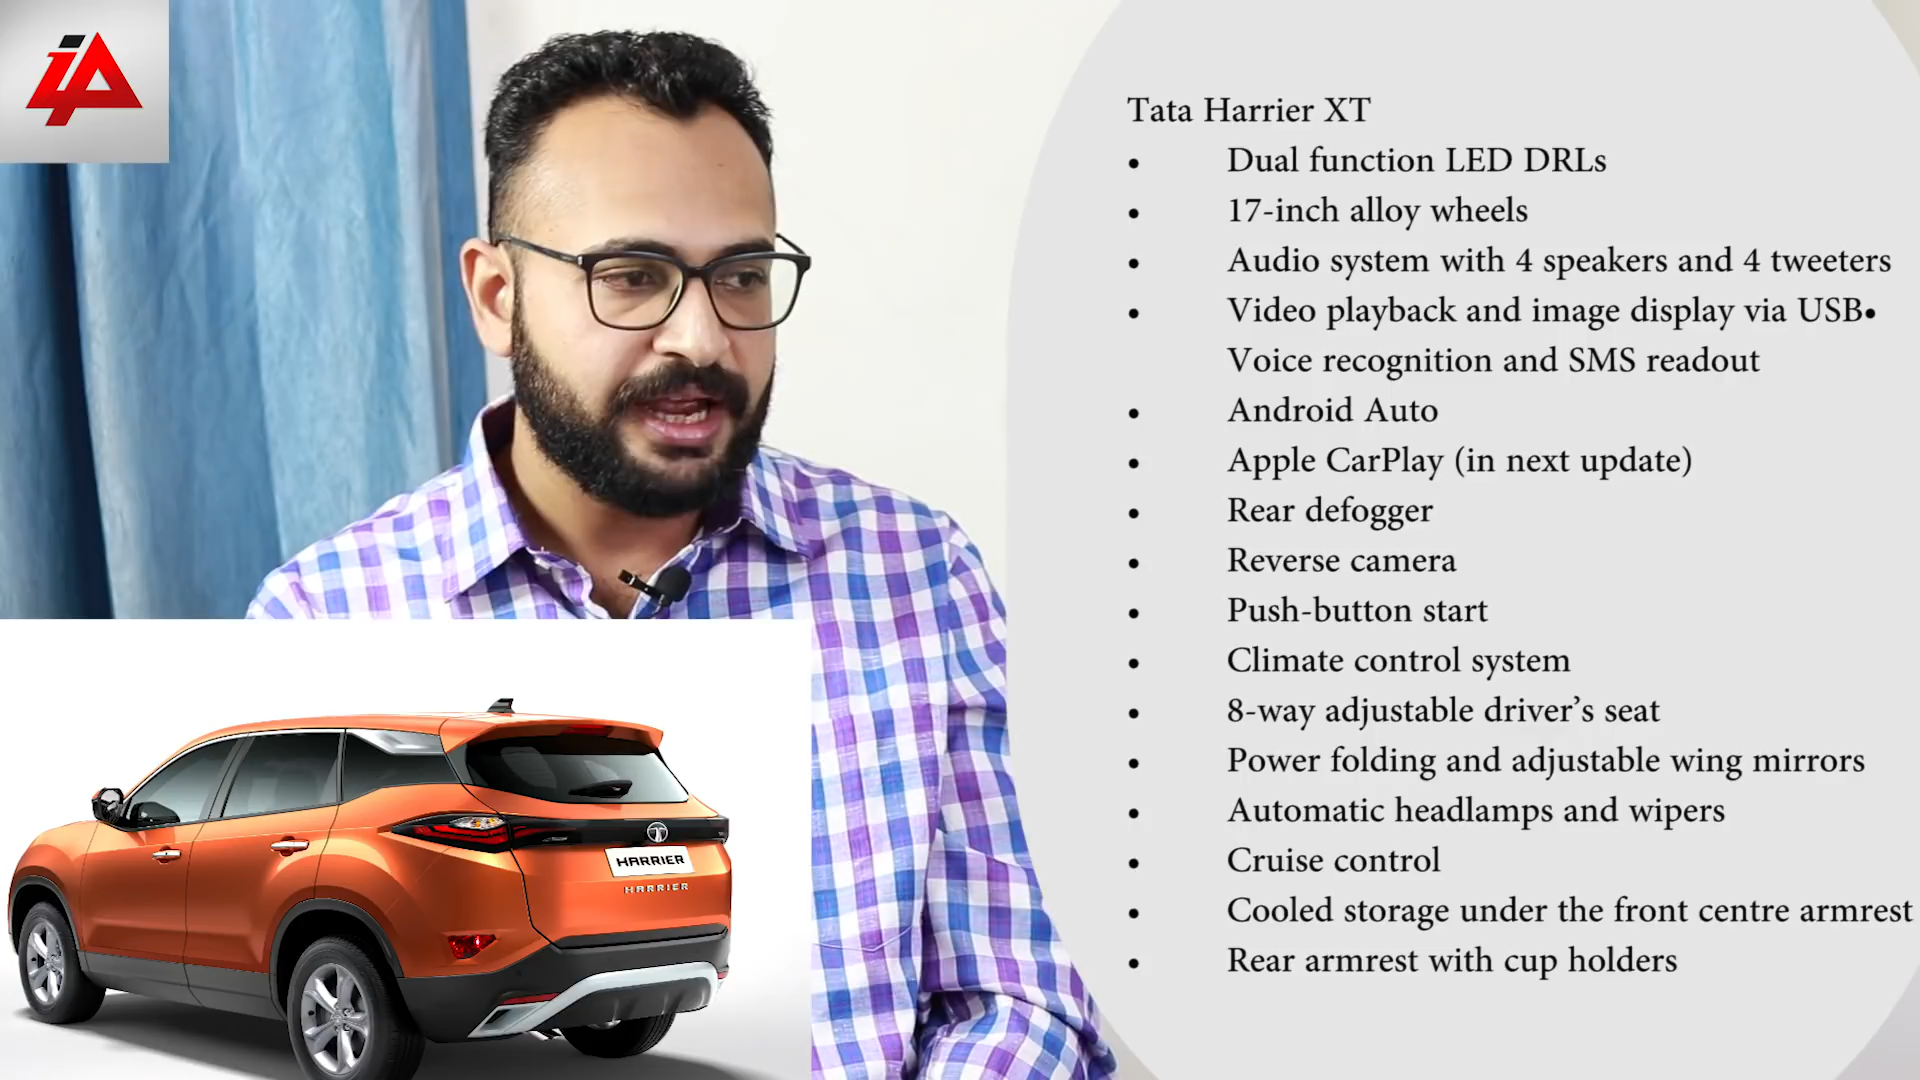 iA
Tata Harrier XT
• Dual function LED DRLs
• 17-inch alloy wheels
• Audio system with 4 speakers and 4 tweeters
• Video playback and image display via USB•
Voice recognition and SMS readout
• Android Auto
• Apple CarPlay (in next update)
• Rear defogger
• Reverse camera
• Push-button start
• Climate control system
• 8-way adjustable driver’s seat
• Power folding and adjustable wing mirrors
• Automatic headlamps and wipers
• Cruise control
• Cooled storage under the front centre armrest
• Rear armrest with cup holders
HARRIER
HARRIER